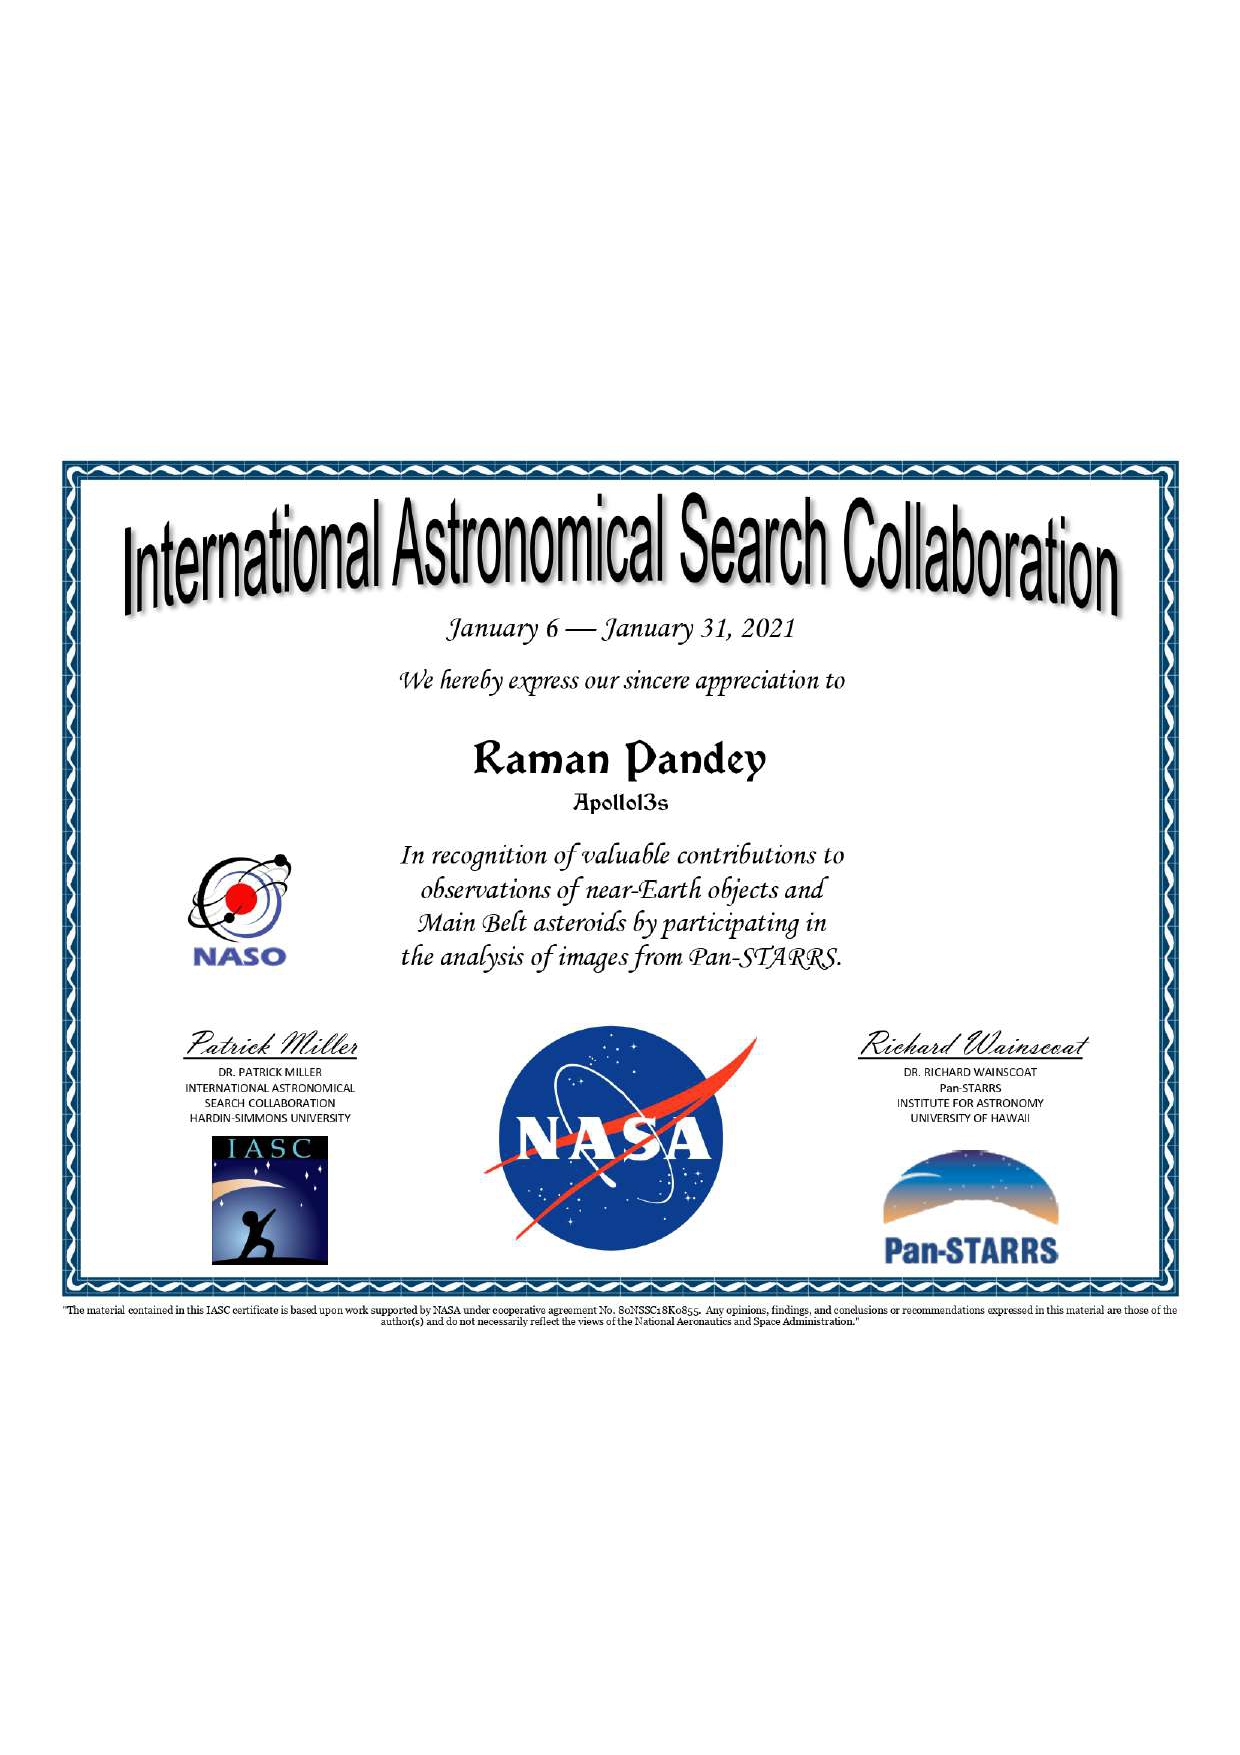 International Astronomical Search Collaboration
January 6 — January 31, 2021
We hereby express our sincere appreciation to
Raman Pandey
Apollo13s
In recognition of valuable contributions to
observations of near-Earth objects and
Main Belt asteroids by participating in
the analysis of images from Pan-STARRS.
NASO
Patrick Miller
DR. PATRICK MILLER
INTERNATIONAL ASTRONOMICAL
SEARCH COLLABORATION
HARDIN-SIMMONS UNIVERSITY
IASC
NASA
Richard Wainscoat
DR. RICHARD WAINSCOAT
Pan-STARRS
INSTITUTE FOR ASTRONOMY
UNIVERSITY OF HAWAII
Pan-STARRS
"The material contained in this IASC certificate is based upon work supported by NASA under cooperative agreement No. 80NSSC18K0855. Any opinions, findings, and conclusions or recommendations expressed in this material are those of the
author(s) and do not necessarily reflect the views of the National Aeronautics and Space Administration."